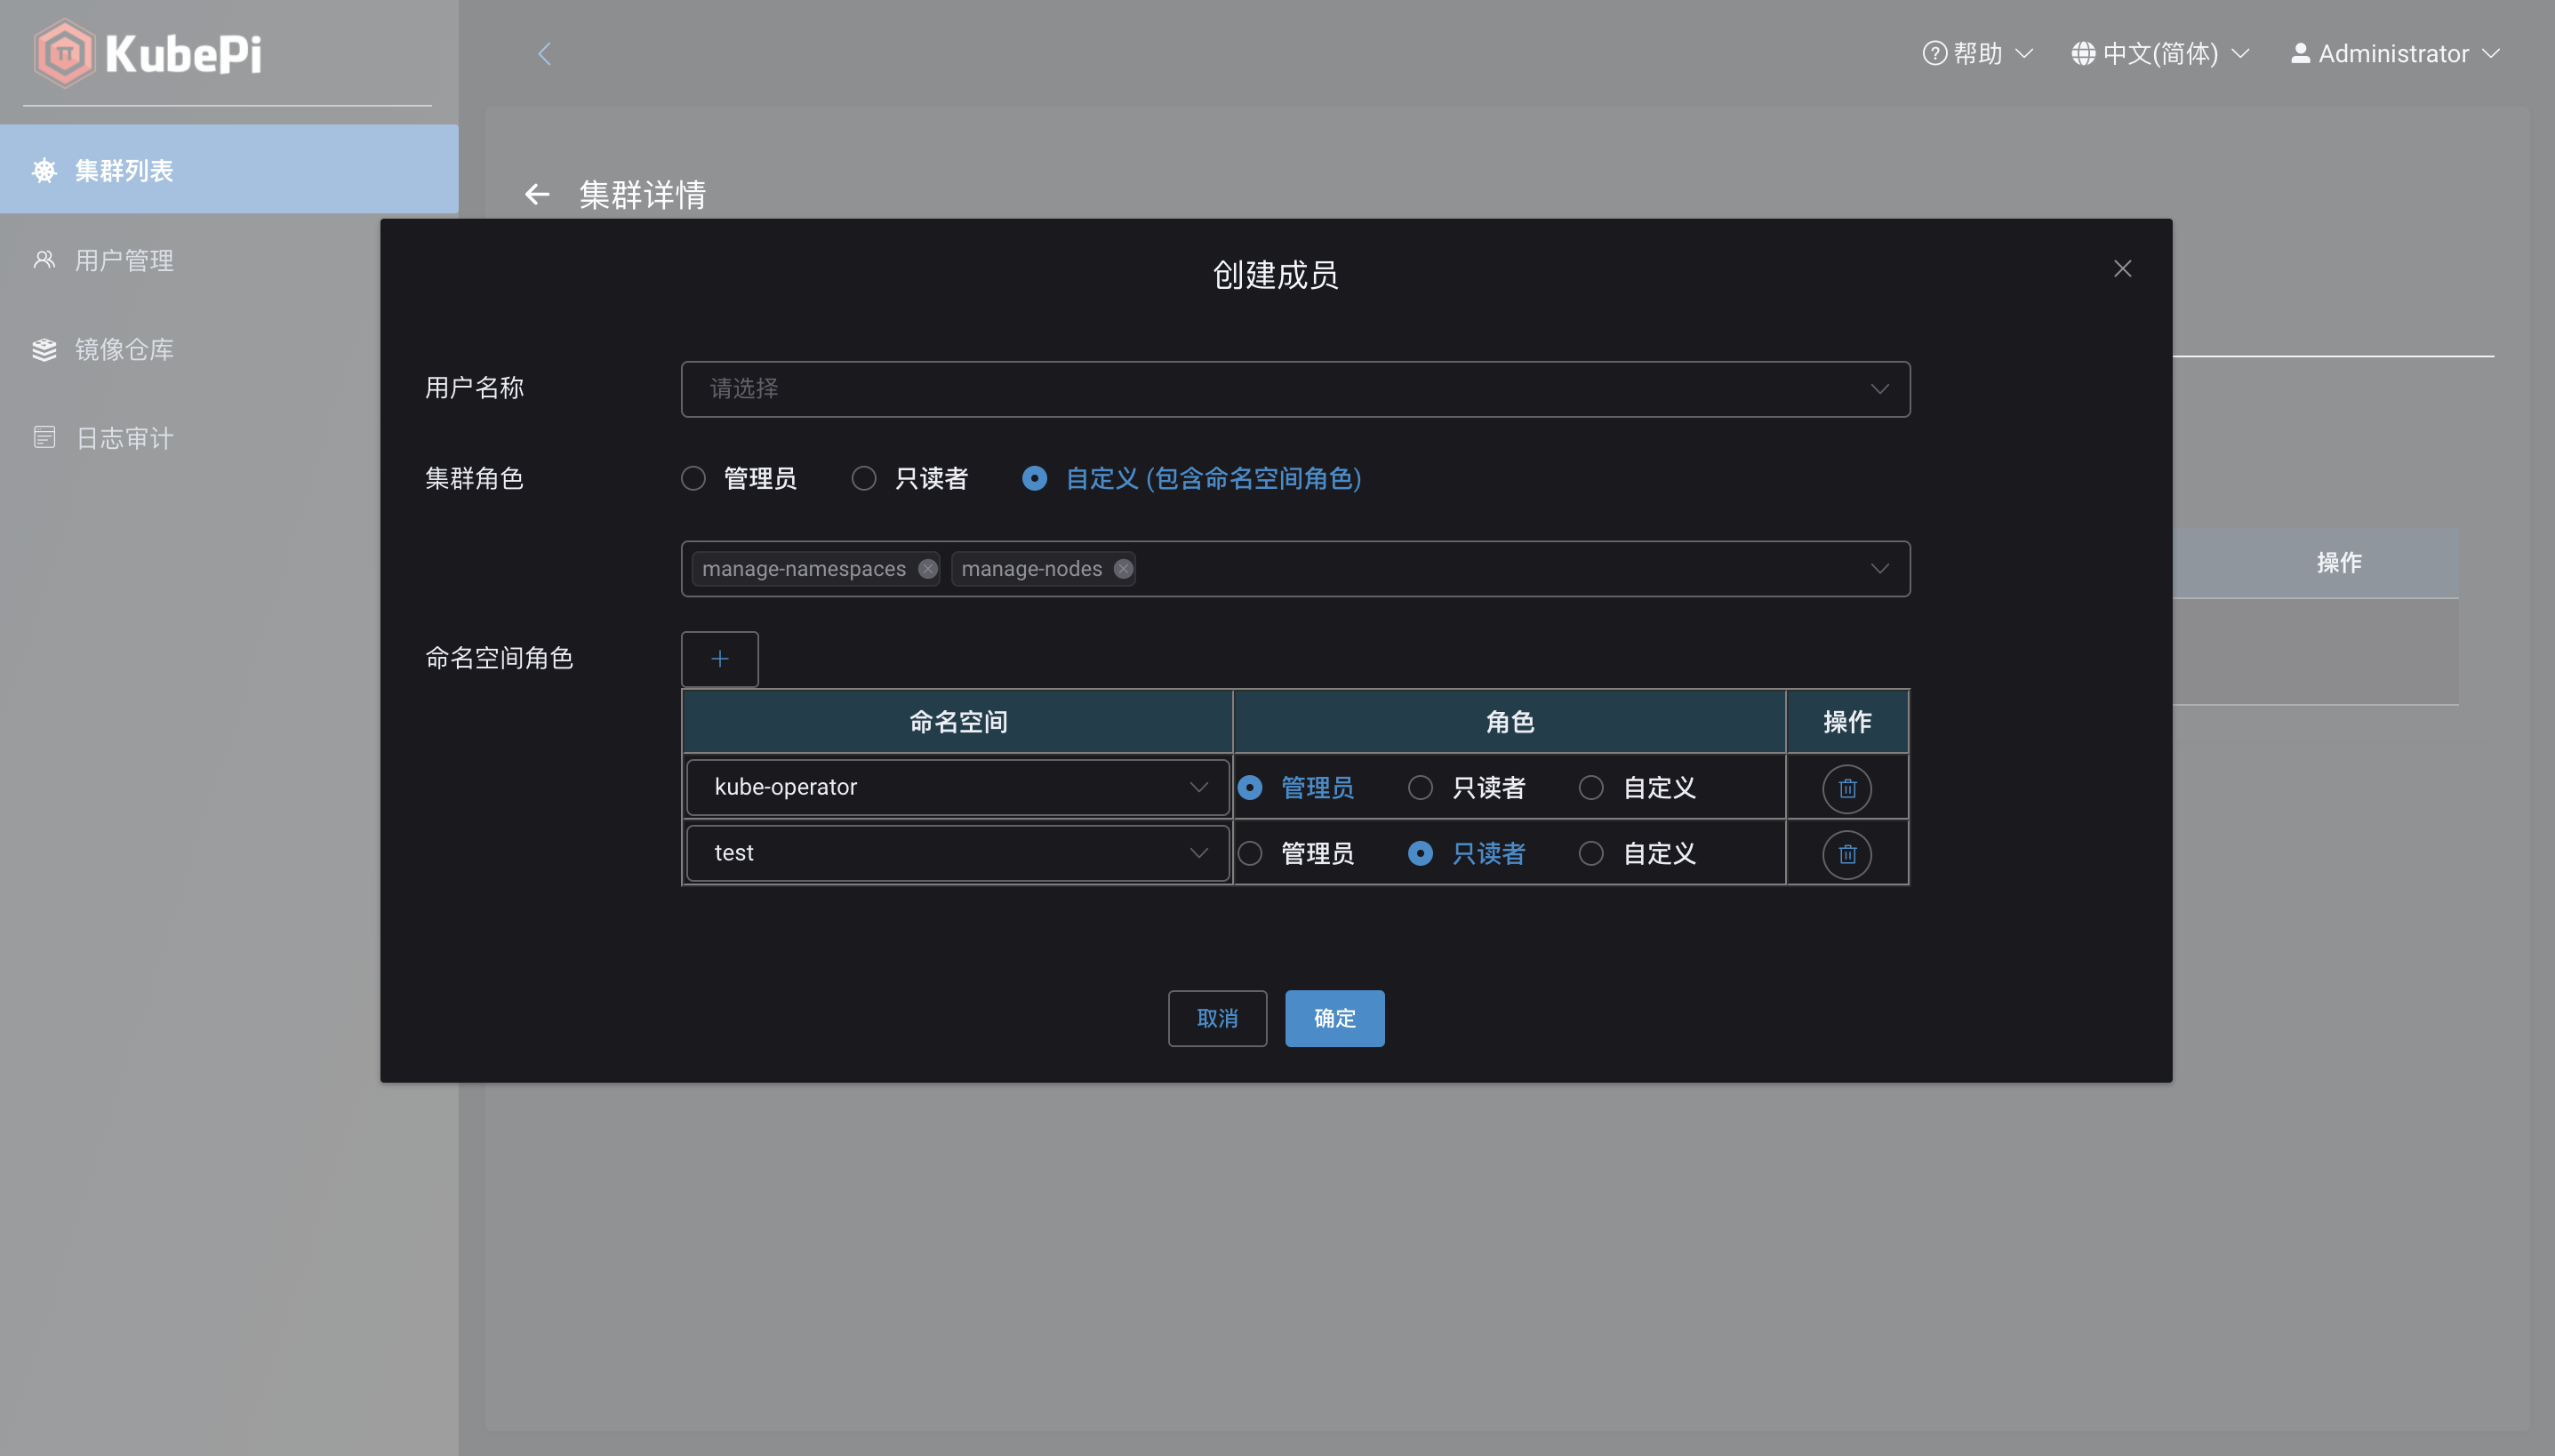 KubePi
帮助 中文(简体) Administrator
集群列表
用户管理
镜像仓库
日志审计
集群详情
操作
创建成员
用户名称 请选择
集群角色 管理员 只读者 自定义 (包含命名空间角色)
manage-namespaces manage-nodes
命名空间角色
命名空间 角色 操作
kube-operator 管理员 只读者 自定义
test 管理员 只读者 自定义
取消 确定